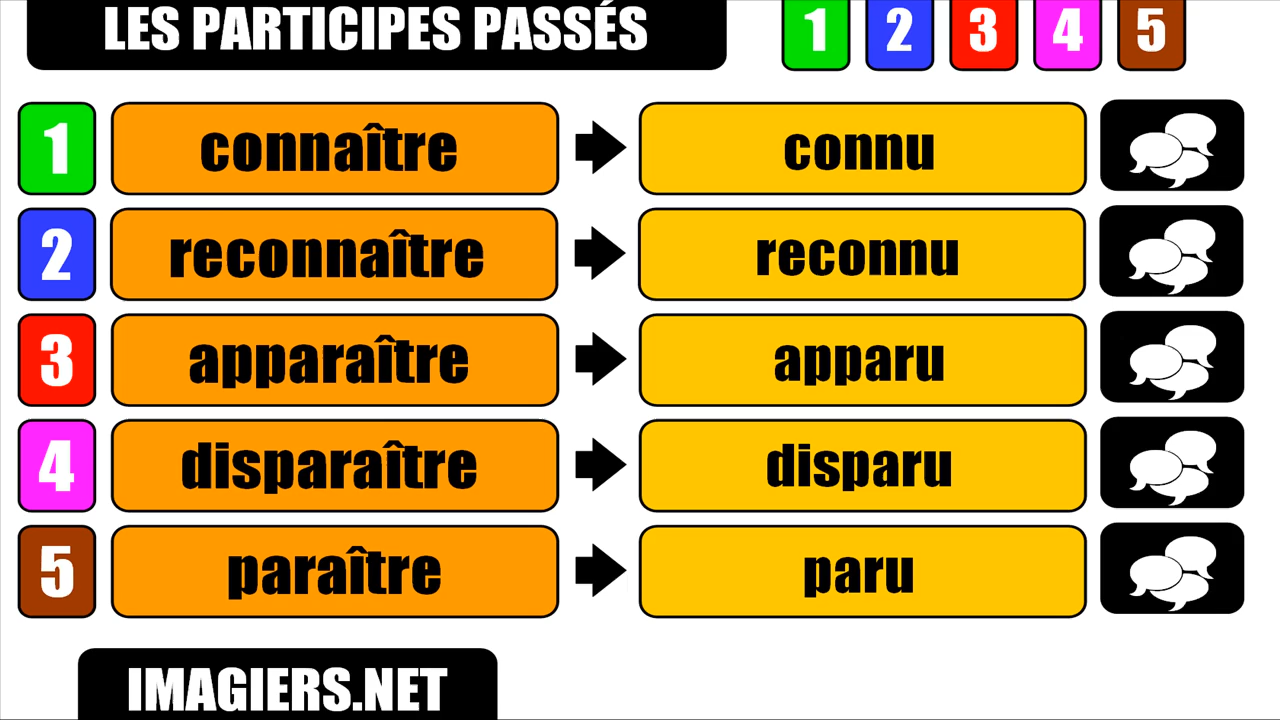 LES PARTICIPES PASSÉS 1 2 3 4 5
1 connaître connu
2 reconnaître reconnu
3 apparaître apparu
4 disparaître disparu
5 paraître paru
IMAGIERS.NET